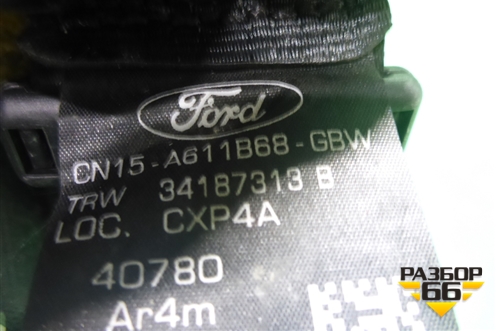 Ford
CN15-A611B68-GBW
TRW 34187313 B
LOC. CXP4A
40780
Ar4m
РАЗБОР
66